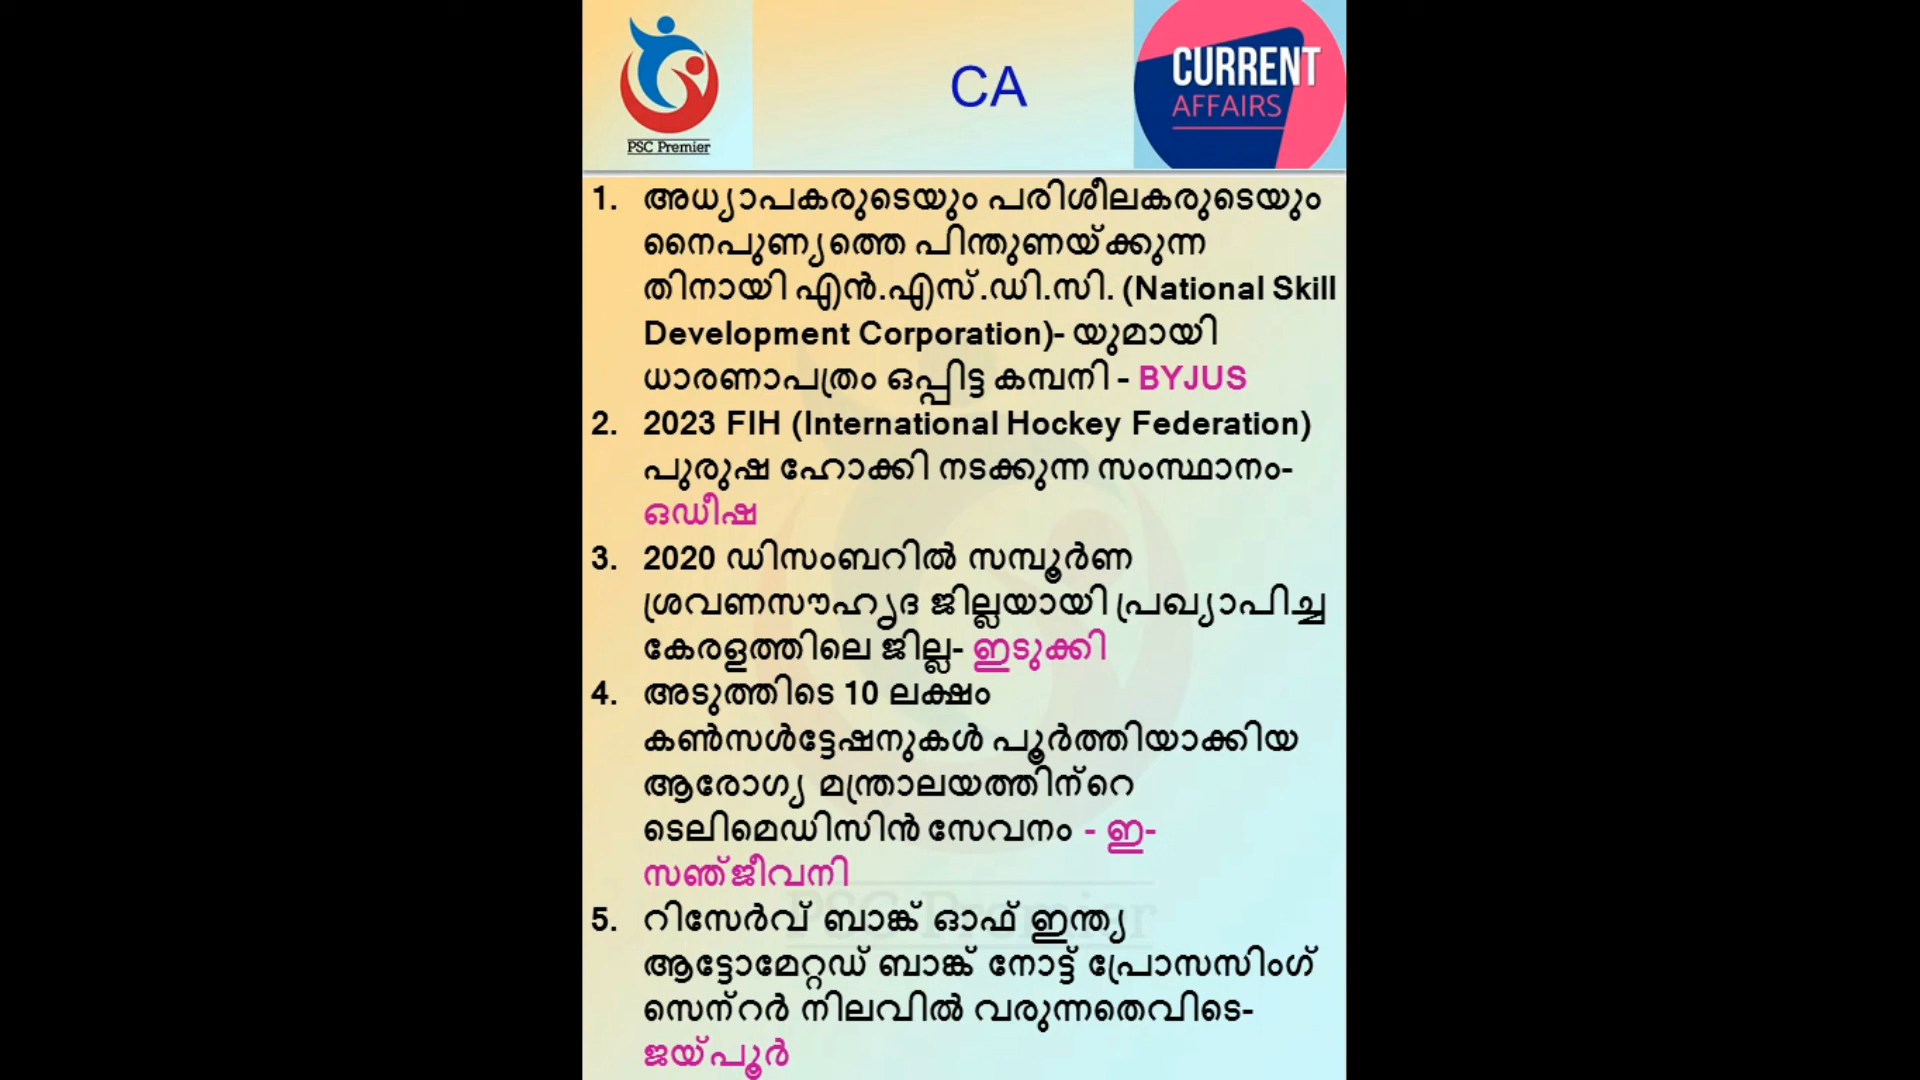 PSC Premier
CA
CURRENT
AFFAIRS
1. അധ്യാപകരുടെയും പരിശീലകരുടെയും
നൈപുണ്യത്തെ പിന്തുണയ്ക്കുന്ന
തിനായി എൻ.എസ്.ഡി.സി. (National Skill
Development Corporation)- യുമായി
ധാരണാപത്രം ഒപ്പിട്ട കമ്പനി - BYJUS
2. 2023 FIH (International Hockey Federation)
പുരുഷ ഹോക്കി നടക്കുന്ന സംസ്ഥാനം-
ഒഡീഷ
3. 2020 ഡിസംബറിൽ സമ്പൂർണ
ശ്രവണസൗഹൃദ ജില്ലയായി പ്രഖ്യാപിച്ച
കേരളത്തിലെ ജില്ല- ഇടുക്കി
4. അടുത്തിടെ 10 ലക്ഷം
കൺസൾട്ടേഷനുകൾ പൂർത്തിയാക്കിയ
ആരോഗ്യ മന്ത്രാലയത്തിന്റെ
ടെലിമെഡിസിൻ സേവനം - ഇ-
സഞ്ജീവനി
5. റിസേർവ് ബാങ്ക് ഓഫ് ഇന്ത്യ
ആട്ടോമേറ്റഡ് ബാങ്ക് നോട്ട് പ്രോസസിംഗ്
സെന്റർ നിലവിൽ വരുന്നതെവിടെ-
ജയ്പൂർ
PSC Premier